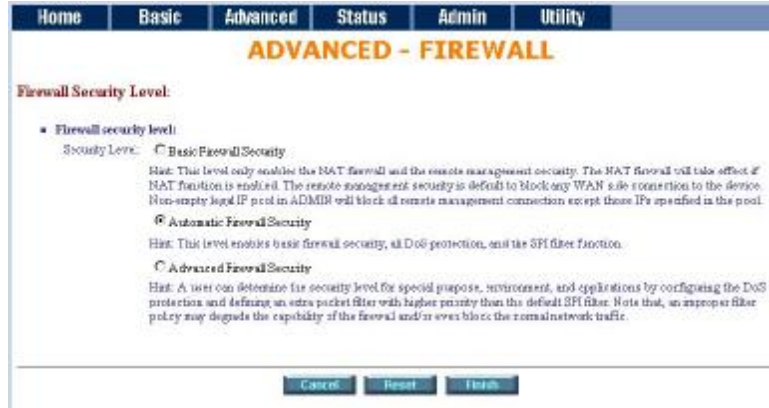 Home Basic Advanced Status Admin Utility
ADVANCED - FIREWALL
Firewall Security Level:
Firewall security level:
Security Level: Basic Firewall Security
Hint: This level only enables the NAT firewall and the remote management security. The NAT firewall will take effect if
NAT function is enabled. The remote management security is default to block any WAN side connection to the device.
Non-empty legal IP pool in ADMIN will block all remote management connection except those IPs specified in the pool.
Automatic Firewall Security
Hint: This level enables basic firewall security, all DoS protection, and the SPI filter function.
Advanced Firewall Security
Hint: A user can determine the security level for special purpose, environment, and applications by configuring the DoS
protection and defining an extra packet filter with higher priority than the default SPI filter. Note that, an improper filter
policy may degrade the capability of the firewall and/or even block the normal network traffic.
Cancel Reset Finish